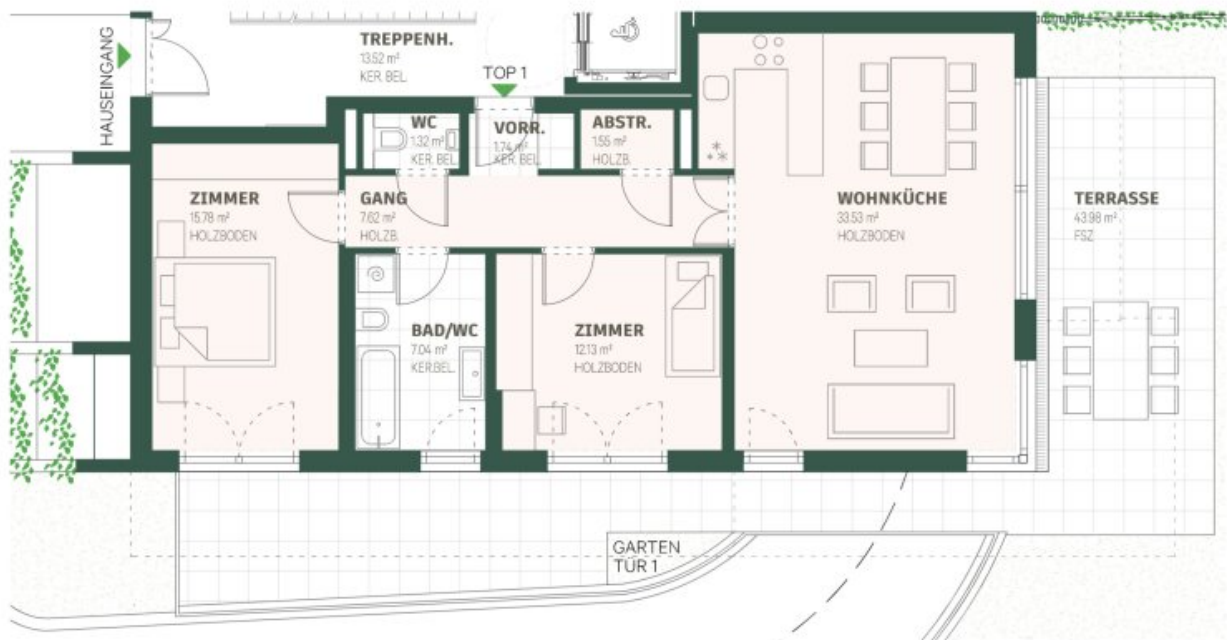 HAUSEINGANG
TREPPENH.
13.52 m²
KER. BEL.
TOP 1
WC
1.32 m²
KER. BEL.
VORR.
1.74 m²
KER. BEL.
ABSTR.
1.55 m²
HOLZB.
ZIMMER
15.78 m²
HOLZBODEN
GANG
7.62 m²
HOLZB.
WOHNKÜCHE
33.53 m²
HOLZBODEN
TERRASSE
43.98 m²
FSZ
BAD/WC
7.04 m²
KER.BEL.
ZIMMER
12.13 m²
HOLZBODEN
GARTEN
TÜR 1